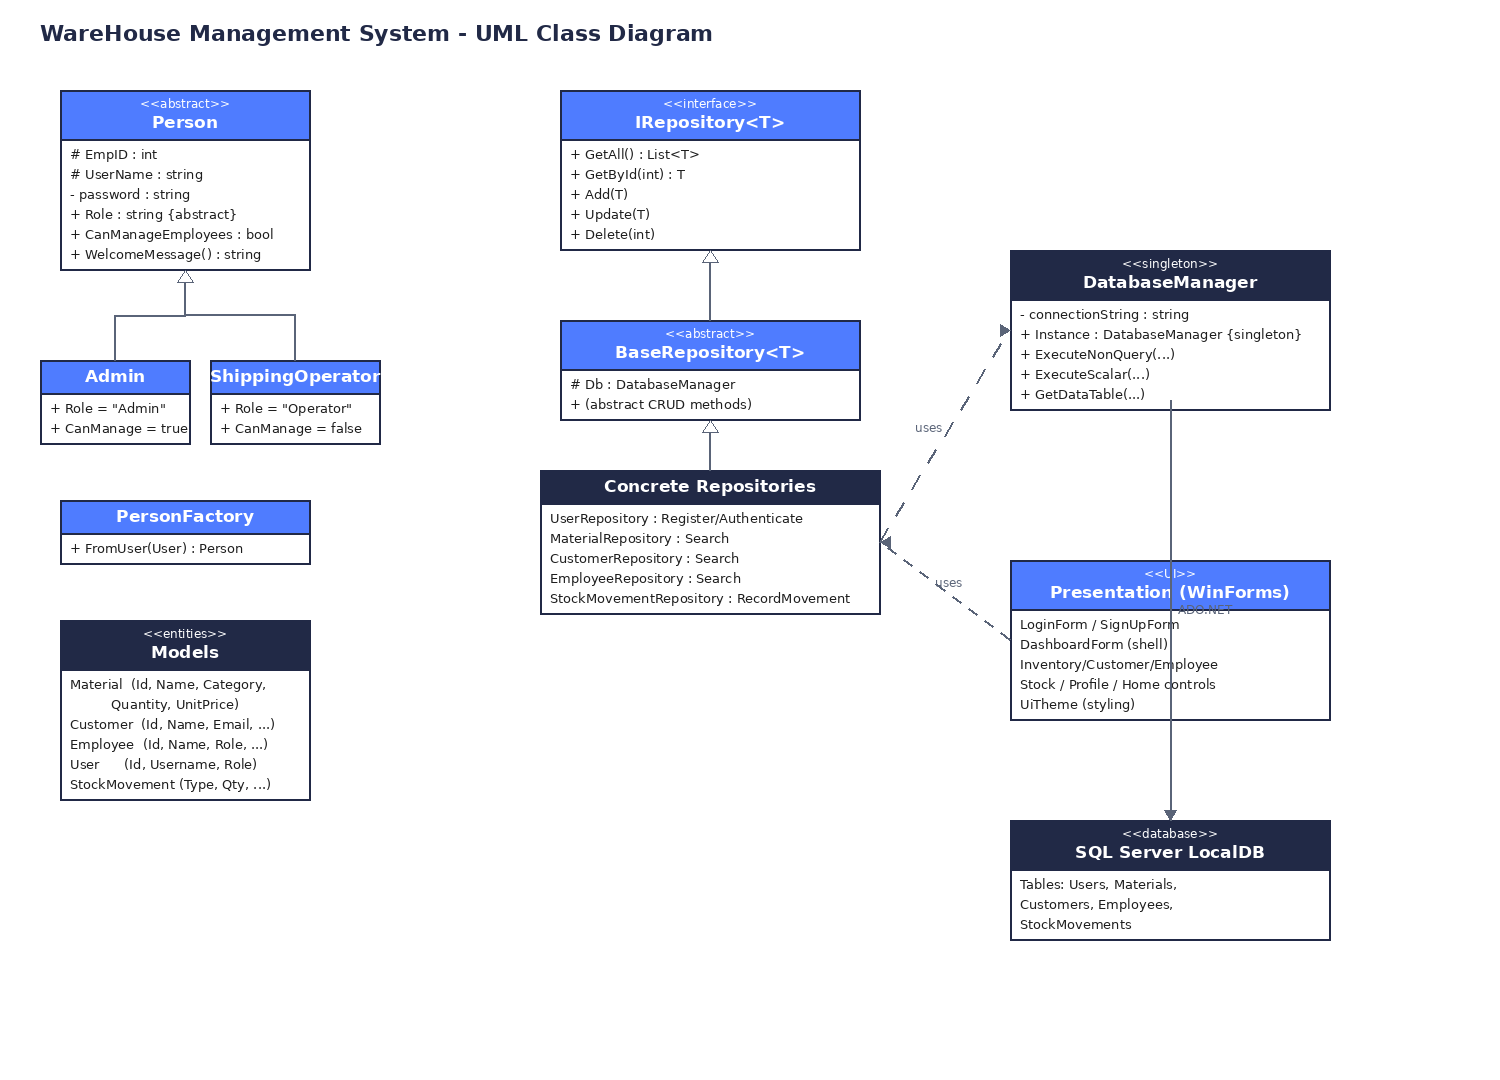 WareHouse Management System - UML Class Diagram
<<abstract>>
Person
# EmpID : int
# UserName : string
- password : string
+ Role : string {abstract}
+ CanManageEmployees : bool
+ WelcomeMessage() : string
Admin
+ Role = "Admin"
+ CanManage = true
ShippingOperator
+ Role = "Operator"
+ CanManage = false
PersonFactory
+ FromUser(User) : Person
<<entities>>
Models
Material  (Id, Name, Category,
Quantity, UnitPrice)
Customer  (Id, Name, Email, ...)
Employee  (Id, Name, Role, ...)
User      (Id, Username, Role)
StockMovement (Type, Qty, ...)
<<interface>>
IRepository<T>
+ GetAll() : List<T>
+ GetById(int) : T
+ Add(T)
+ Update(T)
+ Delete(int)
<<abstract>>
BaseRepository<T>
# Db : DatabaseManager
+ (abstract CRUD methods)
Concrete Repositories
UserRepository : Register/Authenticate
MaterialRepository : Search
CustomerRepository : Search
EmployeeRepository : Search
StockMovementRepository : RecordMovement
uses
uses
<<singleton>>
DatabaseManager
- connectionString : string
+ Instance : DatabaseManager {singleton}
+ ExecuteNonQuery(...)
+ ExecuteScalar(...)
+ GetDataTable(...)
<<UI>>
Presentation (WinForms)
ADO.NET
LoginForm / SignUpForm
DashboardForm (shell)
Inventory/Customer/Employee
Stock / Profile / Home controls
UiTheme (styling)
<<database>>
SQL Server LocalDB
Tables: Users, Materials,
Customers, Employees,
StockMovements